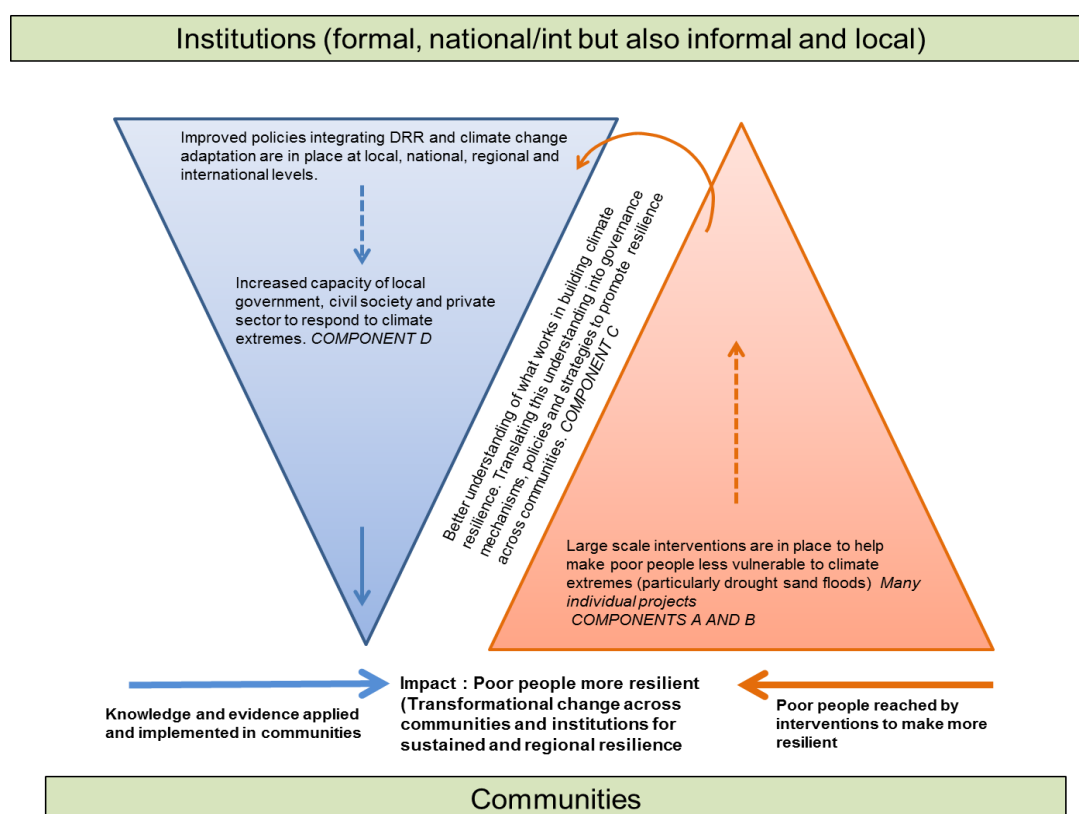 Institutions (formal, national/int but also informal and local)
Improved policies integrating DRR and climate change
adaptation are in place at local, national, regional and
international levels.
Increased capacity of local
government, civil society and private
sector to respond to climate
extremes. COMPONENT D
Better understanding of what works in building climate
resilience. Translating this understanding into governance
mechanisms, policies and strategies to promote resilience
across communities. COMPONENT C
Large scale interventions are in place to help
make poor people less vulnerable to climate
extremes (particularly drought sand floods) Many
individual projects
COMPONENTS A AND B
Knowledge and evidence applied
and implemented in communities
Impact : Poor people more resilient
(Transformational change across
communities and institutions for
sustained and regional resilience
Poor people reached by
interventions to make more
resilient
Communities